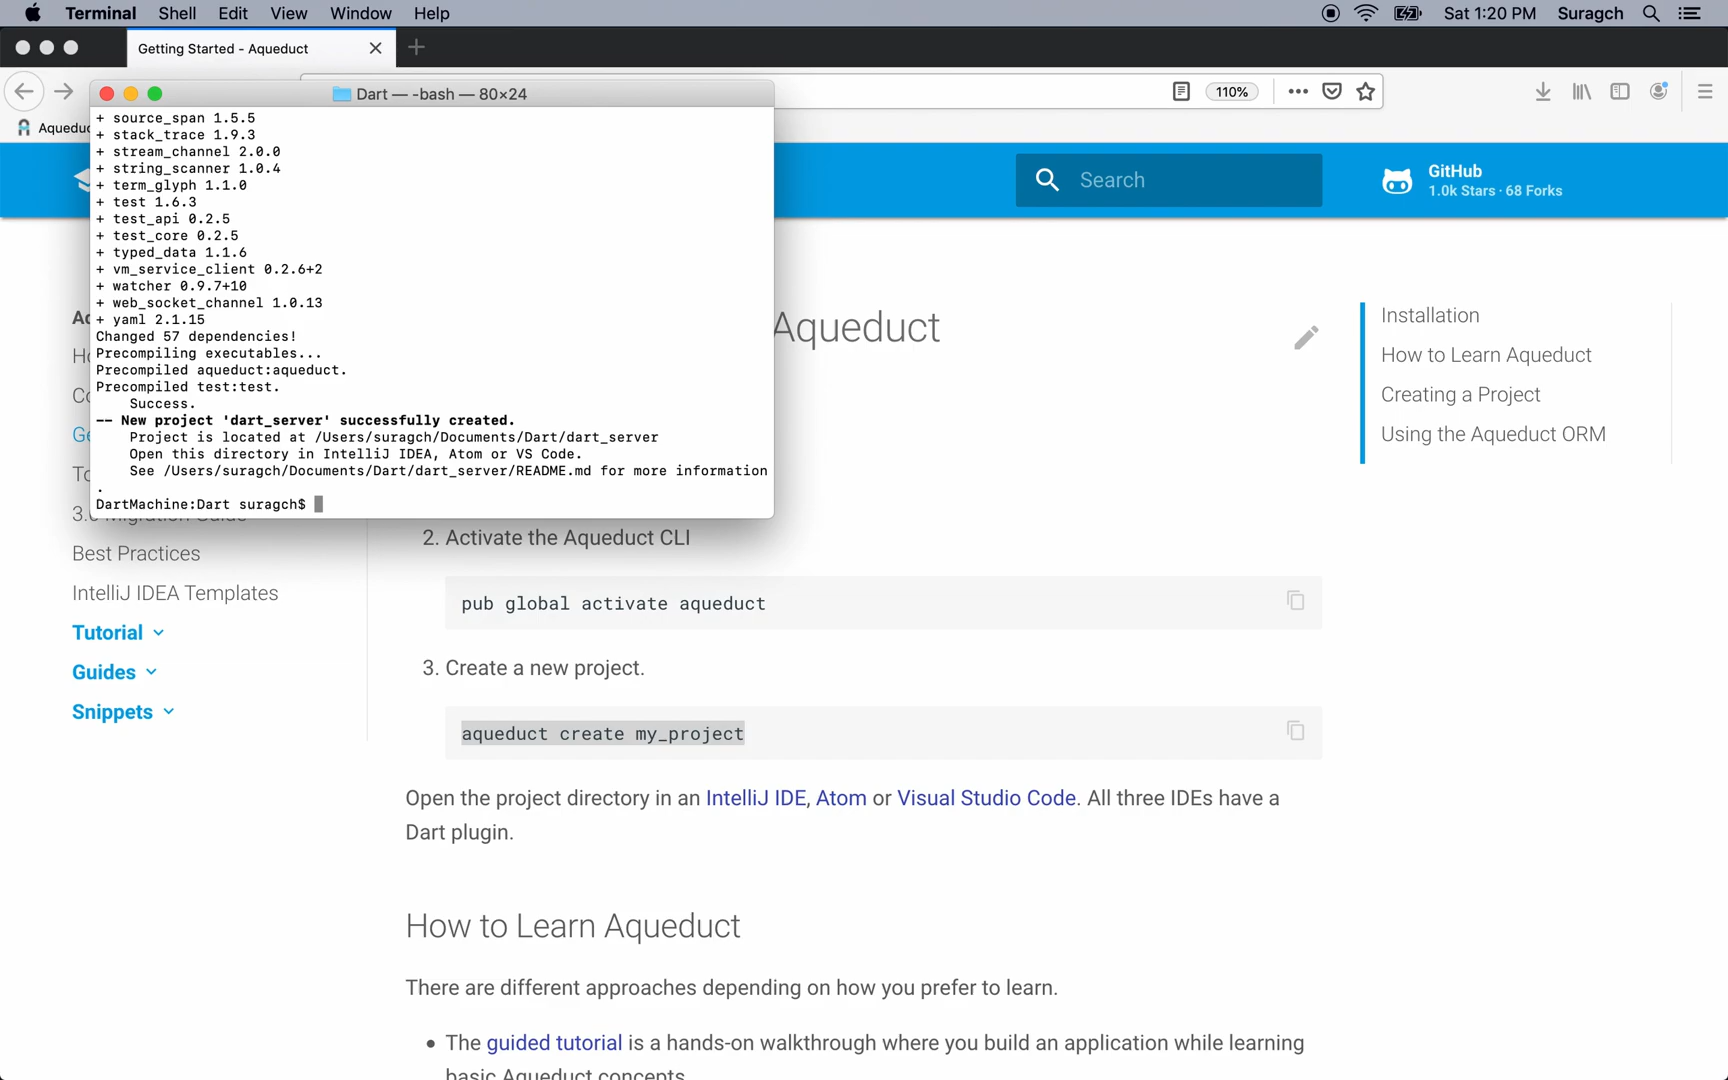 Terminal Shell Edit View Window Help Sat 1:20 PM Suragch
Getting Started - Aqueduct
110%
Dart — -bash — 80×24
+ source_span 1.5.5
+ stack_trace 1.9.3
+ stream_channel 2.0.0
+ string_scanner 1.0.4
+ term_glyph 1.1.0
+ test 1.6.3
+ test_api 0.2.5
+ test_core 0.2.5
+ typed_data 1.1.6
+ vm_service_client 0.2.6+2
+ watcher 0.9.7+10
+ web_socket_channel 1.0.13
+ yaml 2.1.15
Changed 57 dependencies!
Precompiling executables...
Precompiled aqueduct:aqueduct.
Precompiled test:test.
Success.
-- New project 'dart_server' successfully created.
Project is located at /Users/suragch/Documents/Dart/dart_server
Open this directory in IntelliJ IDEA, Atom or VS Code.
See /Users/suragch/Documents/Dart/dart_server/README.md for more information
.
DartMachine:Dart suragch$
Search
GitHub
1.0k Stars · 68 Forks
Best Practices
IntelliJ IDEA Templates
Tutorial
Guides
Snippets
Aqueduct
2. Activate the Aqueduct CLI
pub global activate aqueduct
3. Create a new project.
aqueduct create my_project
Open the project directory in an IntelliJ IDE, Atom or Visual Studio Code. All three IDEs have a
Dart plugin.
How to Learn Aqueduct
There are different approaches depending on how you prefer to learn.
• The guided tutorial is a hands-on walkthrough where you build an application while learning
basic Aqueduct concepts
Installation
How to Learn Aqueduct
Creating a Project
Using the Aqueduct ORM